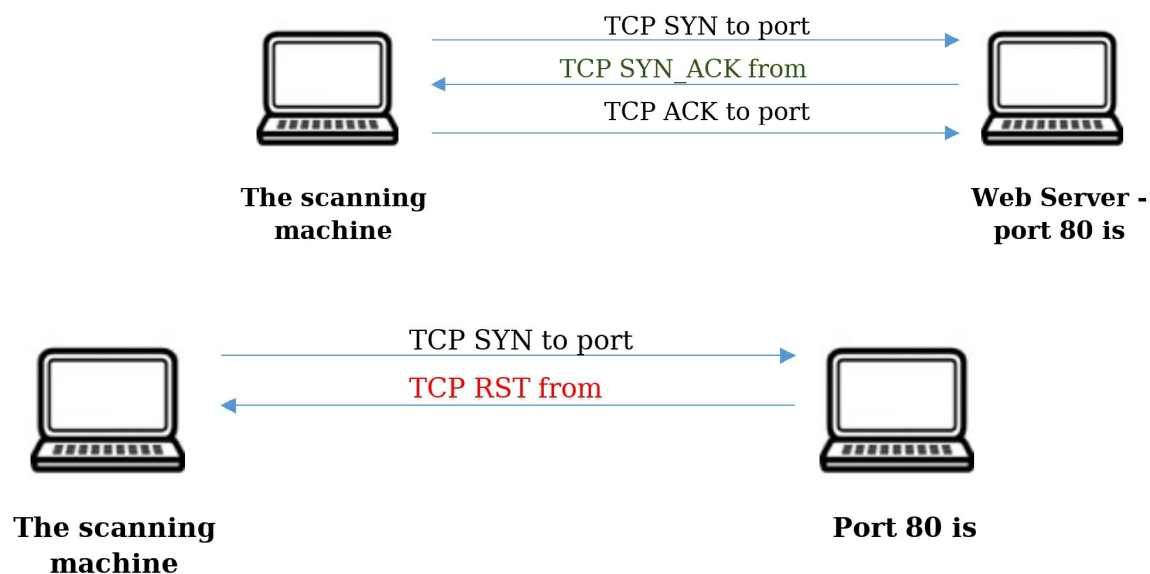 TCP SYN to port
TCP SYN_ACK from
TCP ACK to port
The scanning
machine
Web Server -
port 80 is
TCP SYN to port
TCP RST from
The scanning
machine
Port 80 is